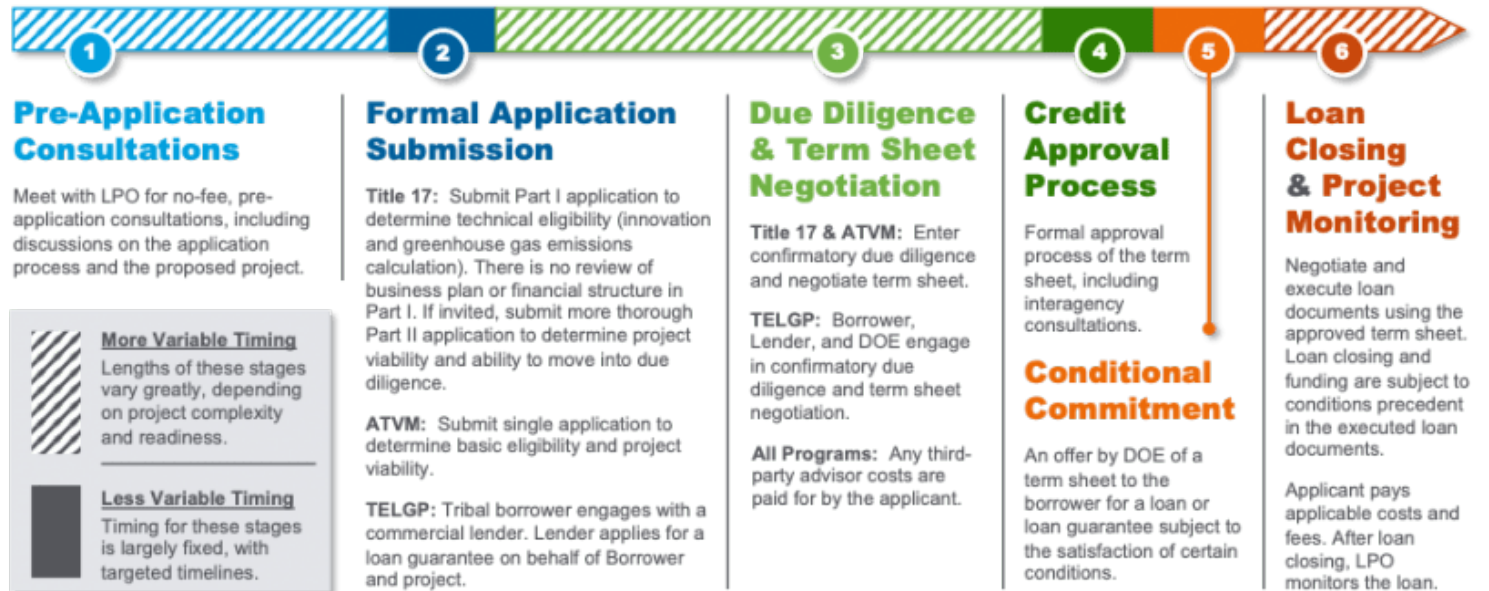 1
2
3
4
5
6
Pre-Application
Consultations
Meet with LPO for no-fee, pre-
application consultations, including
discussions on the application
process and the proposed project.
More Variable Timing
Lengths of these stages
vary greatly, depending
on project complexity
and readiness.
Less Variable Timing
Timing for these stages
is largely fixed, with
targeted timelines.
Formal Application
Submission
Title 17: Submit Part I application to
determine technical eligibility (innovation
and greenhouse gas emissions
calculation). There is no review of
business plan or financial structure in
Part I. If invited, submit more thorough
Part II application to determine project
viability and ability to move into due
diligence.
ATVM: Submit single application to
determine basic eligibility and project
viability.
TELGP: Tribal borrower engages with a
commercial lender. Lender applies for a
loan guarantee on behalf of Borrower
and project.
Due Diligence
& Term Sheet
Negotiation
Title 17 & ATVM: Enter
confirmatory due diligence
and negotiate term sheet.
TELGP: Borrower,
Lender, and DOE engage
in confirmatory due
diligence and term sheet
negotiation.
All Programs: Any third-
party advisor costs are
paid for by the applicant.
Credit
Approval
Process
Formal approval
process of the term
sheet, including
interagency
consultations.
Conditional
Commitment
An offer by DOE of a
term sheet to the
borrower for a loan or
loan guarantee subject to
the satisfaction of certain
conditions.
Loan
Closing
& Project
Monitoring
Negotiate and
execute loan
documents using the
approved term sheet.
Loan closing and
funding are subject to
conditions precedent
in the executed loan
documents.
Applicant pays
applicable costs and
fees. After loan
closing, LPO
monitors the loan.